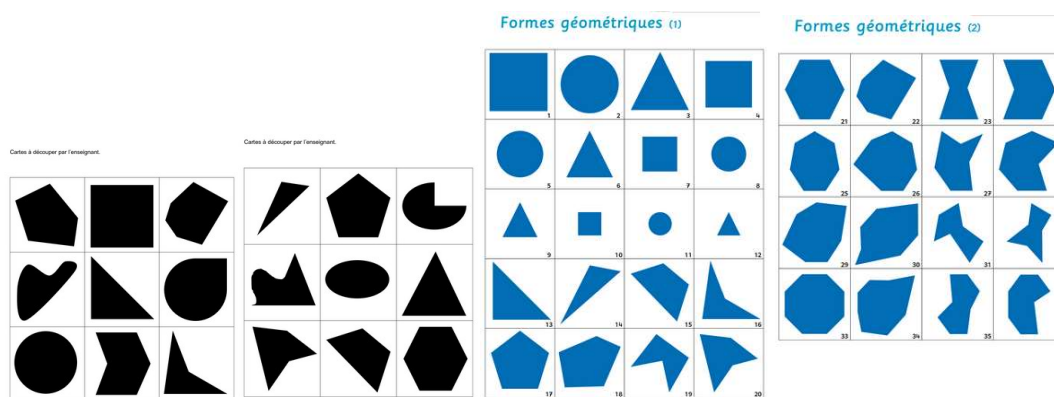 Cartes à découper par l'enseignant.
Cartes à découper par l'enseignant.
Formes géométriques (1)
1 2 3 4
5 6 7 8
9 10 11 12
13 14 15 16
17 18 19 20
Formes géométriques (2)
21 22 23
25 26 27
29 30 31
33 34 35